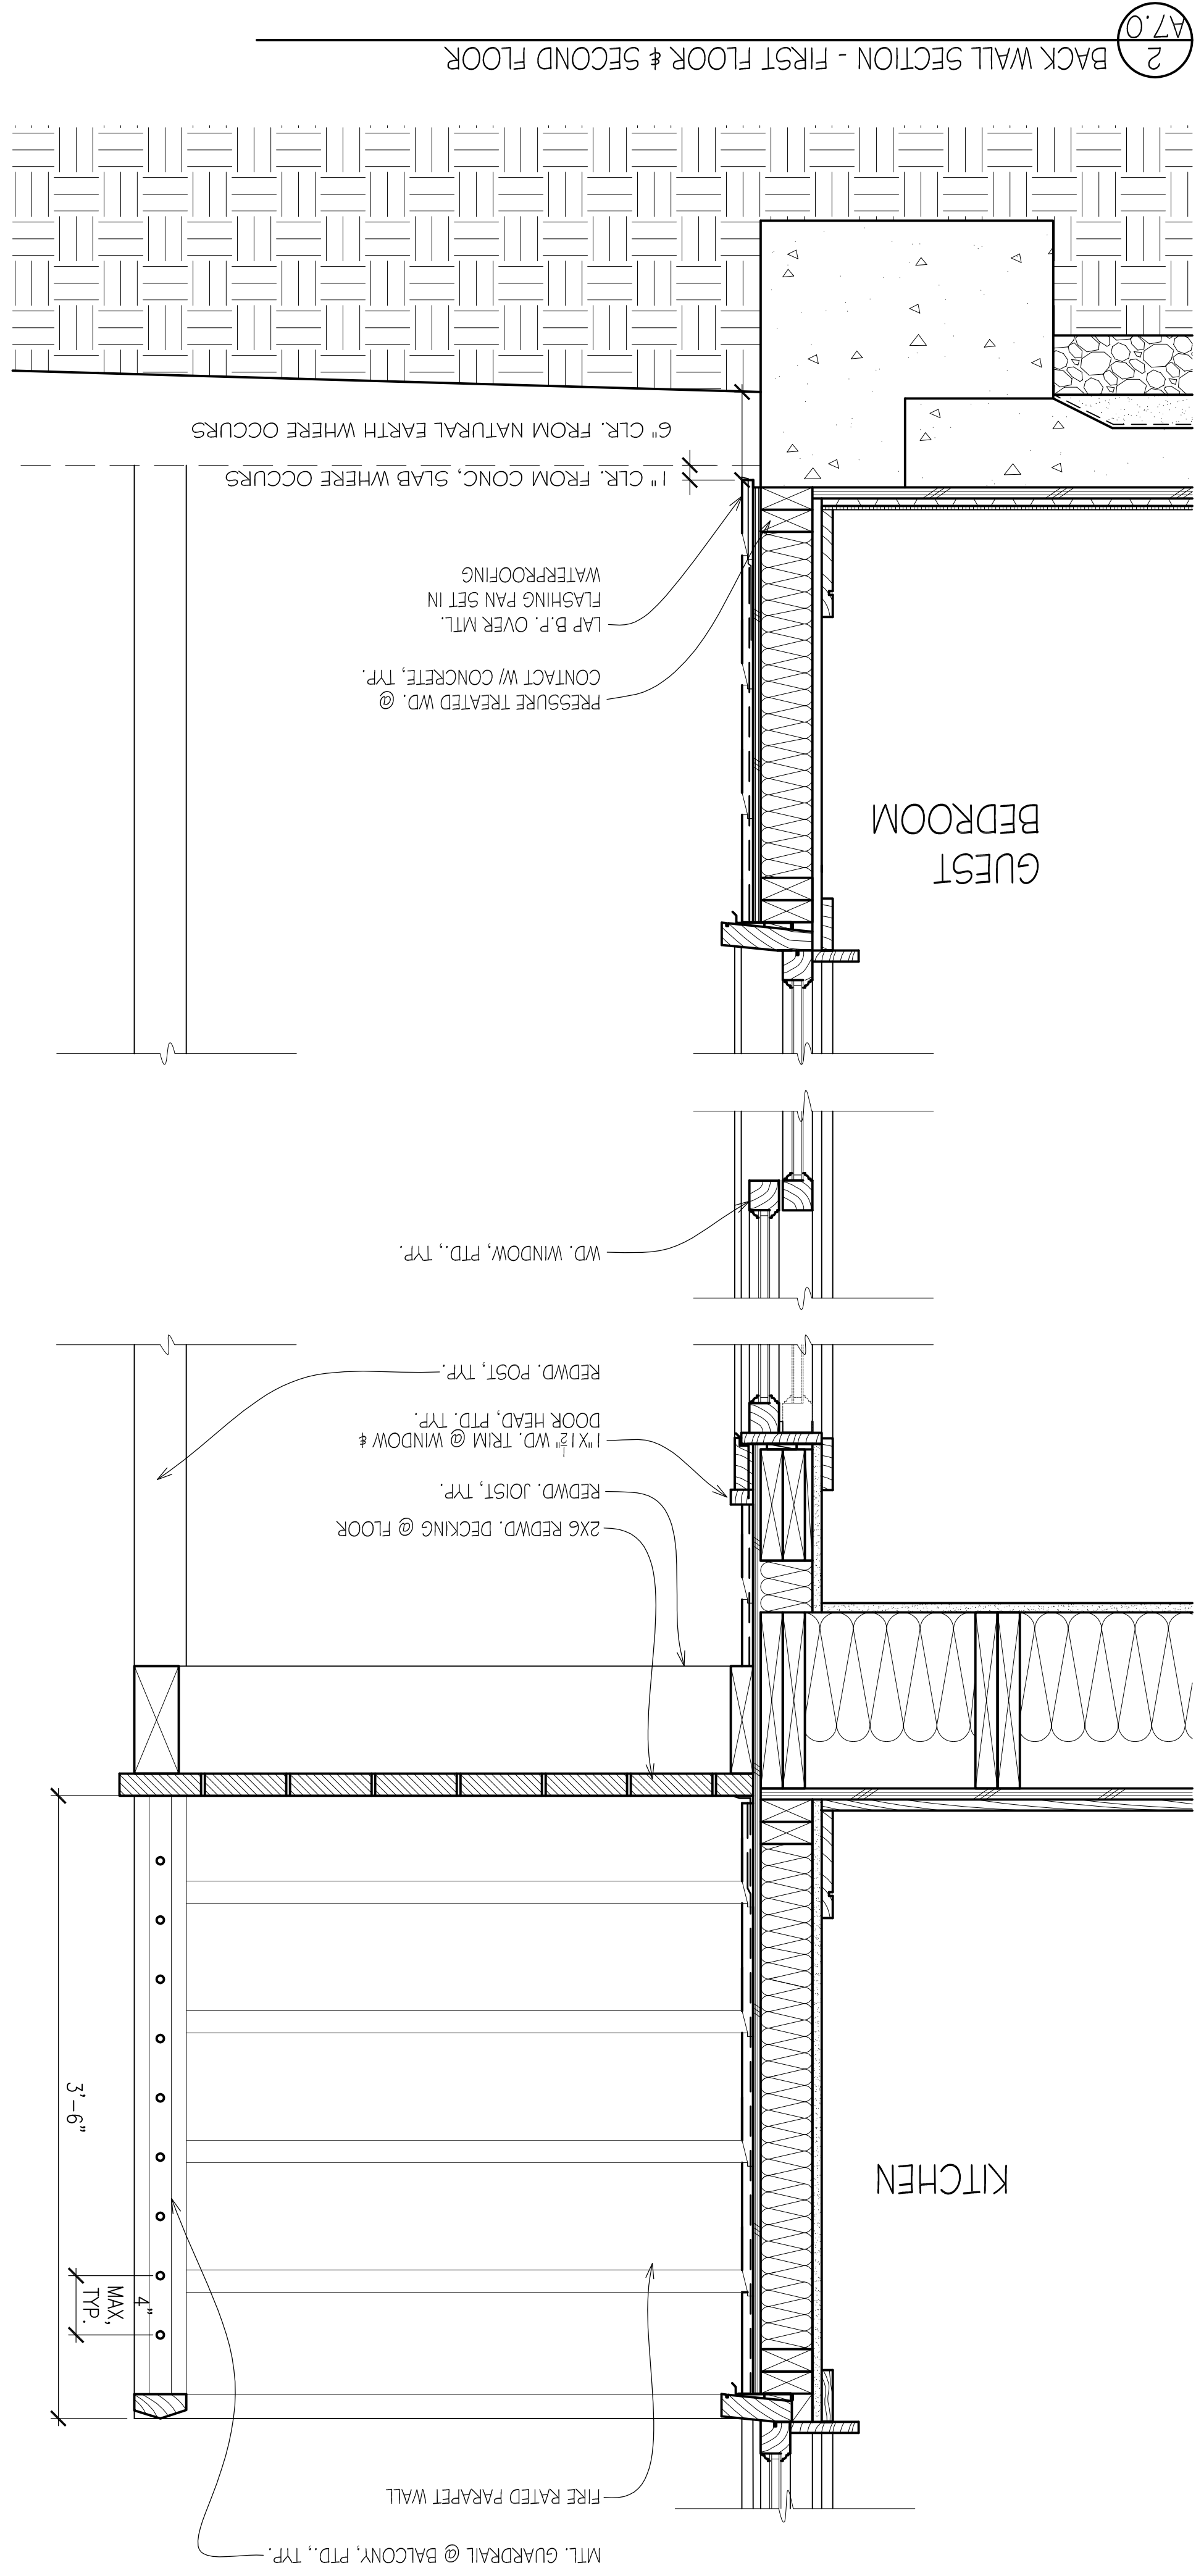 MTL. GUARDRAIL @ BALCONY, PTD., TYP.
FIRE RATED PARAPET WALL
4"
MAX,
TYP.
KITCHEN
3'-6"
2X6 REDWD. DECKING @ FLOOR
REDWD. JOIST, TYP.
1"X1½" WD. TRIM @ WINDOW &
DOOR HEAD, PTD. TYP.
REDWD. POST, TYP.
WD. WINDOW, PTD., TYP.
GUEST
BEDROOM
PRESSURE TREATED WD. @
CONTACT W/ CONCRETE, TYP.
LAP B.P. OVER MTL.
FLASHING PAN SET IN
WATERPROOFING
1" CLR. FROM CONC, SLAB WHERE OCCURS
6" CLR. FROM NATURAL EARTH WHERE OCCURS
2
BACK WALL SECTION - FIRST FLOOR & SECOND FLOOR
A7.0